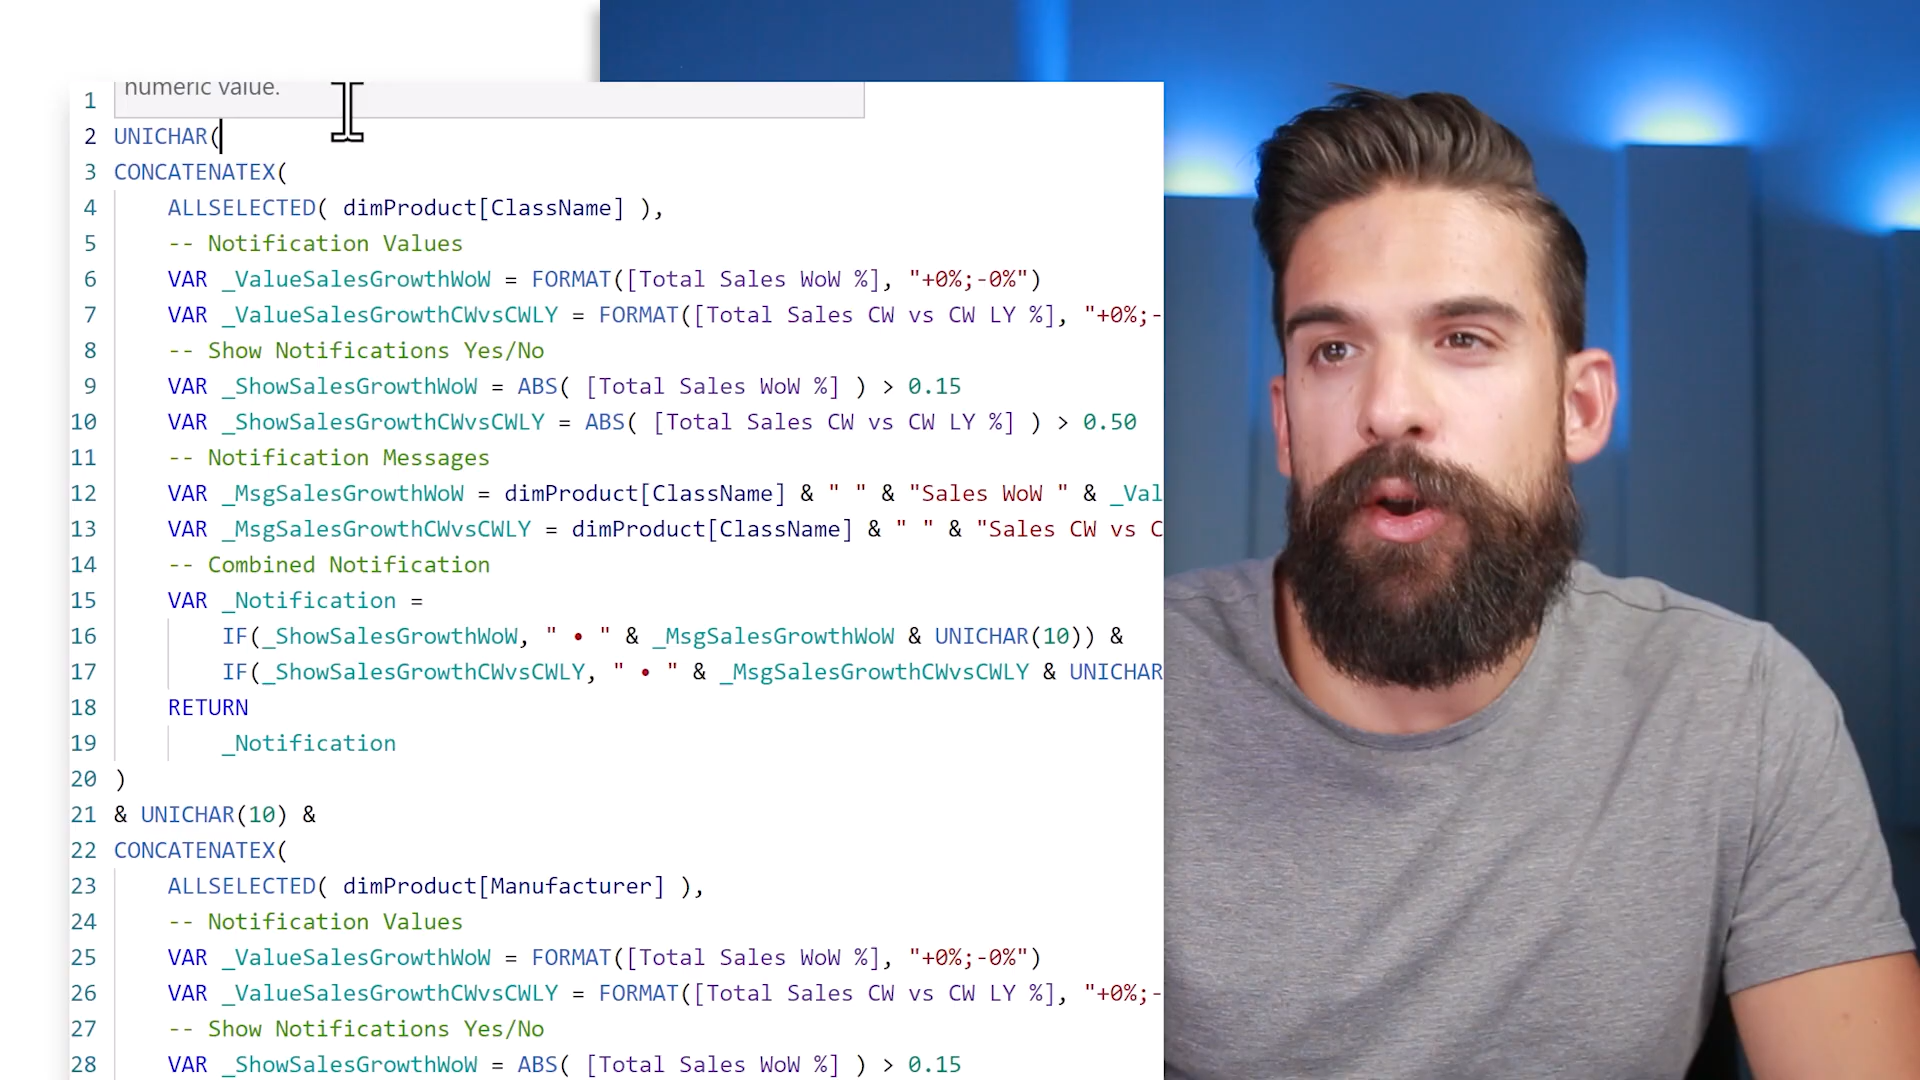 numeric value.
1
2 UNICHAR(
3 CONCATENATEX(
4 ALLSELECTED( dimProduct[ClassName] ),
5 -- Notification Values
6 VAR _ValueSalesGrowthWoW = FORMAT([Total Sales WoW %], "+0%;-0%")
7 VAR _ValueSalesGrowthCWvsCWLY = FORMAT([Total Sales CW vs CW LY %], "+0%;-
8 -- Show Notifications Yes/No
9 VAR _ShowSalesGrowthWoW = ABS( [Total Sales WoW %] ) > 0.15
10 VAR _ShowSalesGrowthCWvsCWLY = ABS( [Total Sales CW vs CW LY %] ) > 0.50
11 -- Notification Messages
12 VAR _MsgSalesGrowthWoW = dimProduct[ClassName] & " " & "Sales WoW " & _Val
13 VAR _MsgSalesGrowthCWvsCWLY = dimProduct[ClassName] & " " & "Sales CW vs C
14 -- Combined Notification
15 VAR _Notification =
16 IF(_ShowSalesGrowthWoW, " • " & _MsgSalesGrowthWoW & UNICHAR(10)) &
17 IF(_ShowSalesGrowthCWvsCWLY, " • " & _MsgSalesGrowthCWvsCWLY & UNICHAR
18 RETURN
19 _Notification
20 )
21 & UNICHAR(10) &
22 CONCATENATEX(
23 ALLSELECTED( dimProduct[Manufacturer] ),
24 -- Notification Values
25 VAR _ValueSalesGrowthWoW = FORMAT([Total Sales WoW %], "+0%;-0%")
26 VAR _ValueSalesGrowthCWvsCWLY = FORMAT([Total Sales CW vs CW LY %], "+0%;-
27 -- Show Notifications Yes/No
28 VAR _ShowSalesGrowthWoW = ABS( [Total Sales WoW %] ) > 0.15